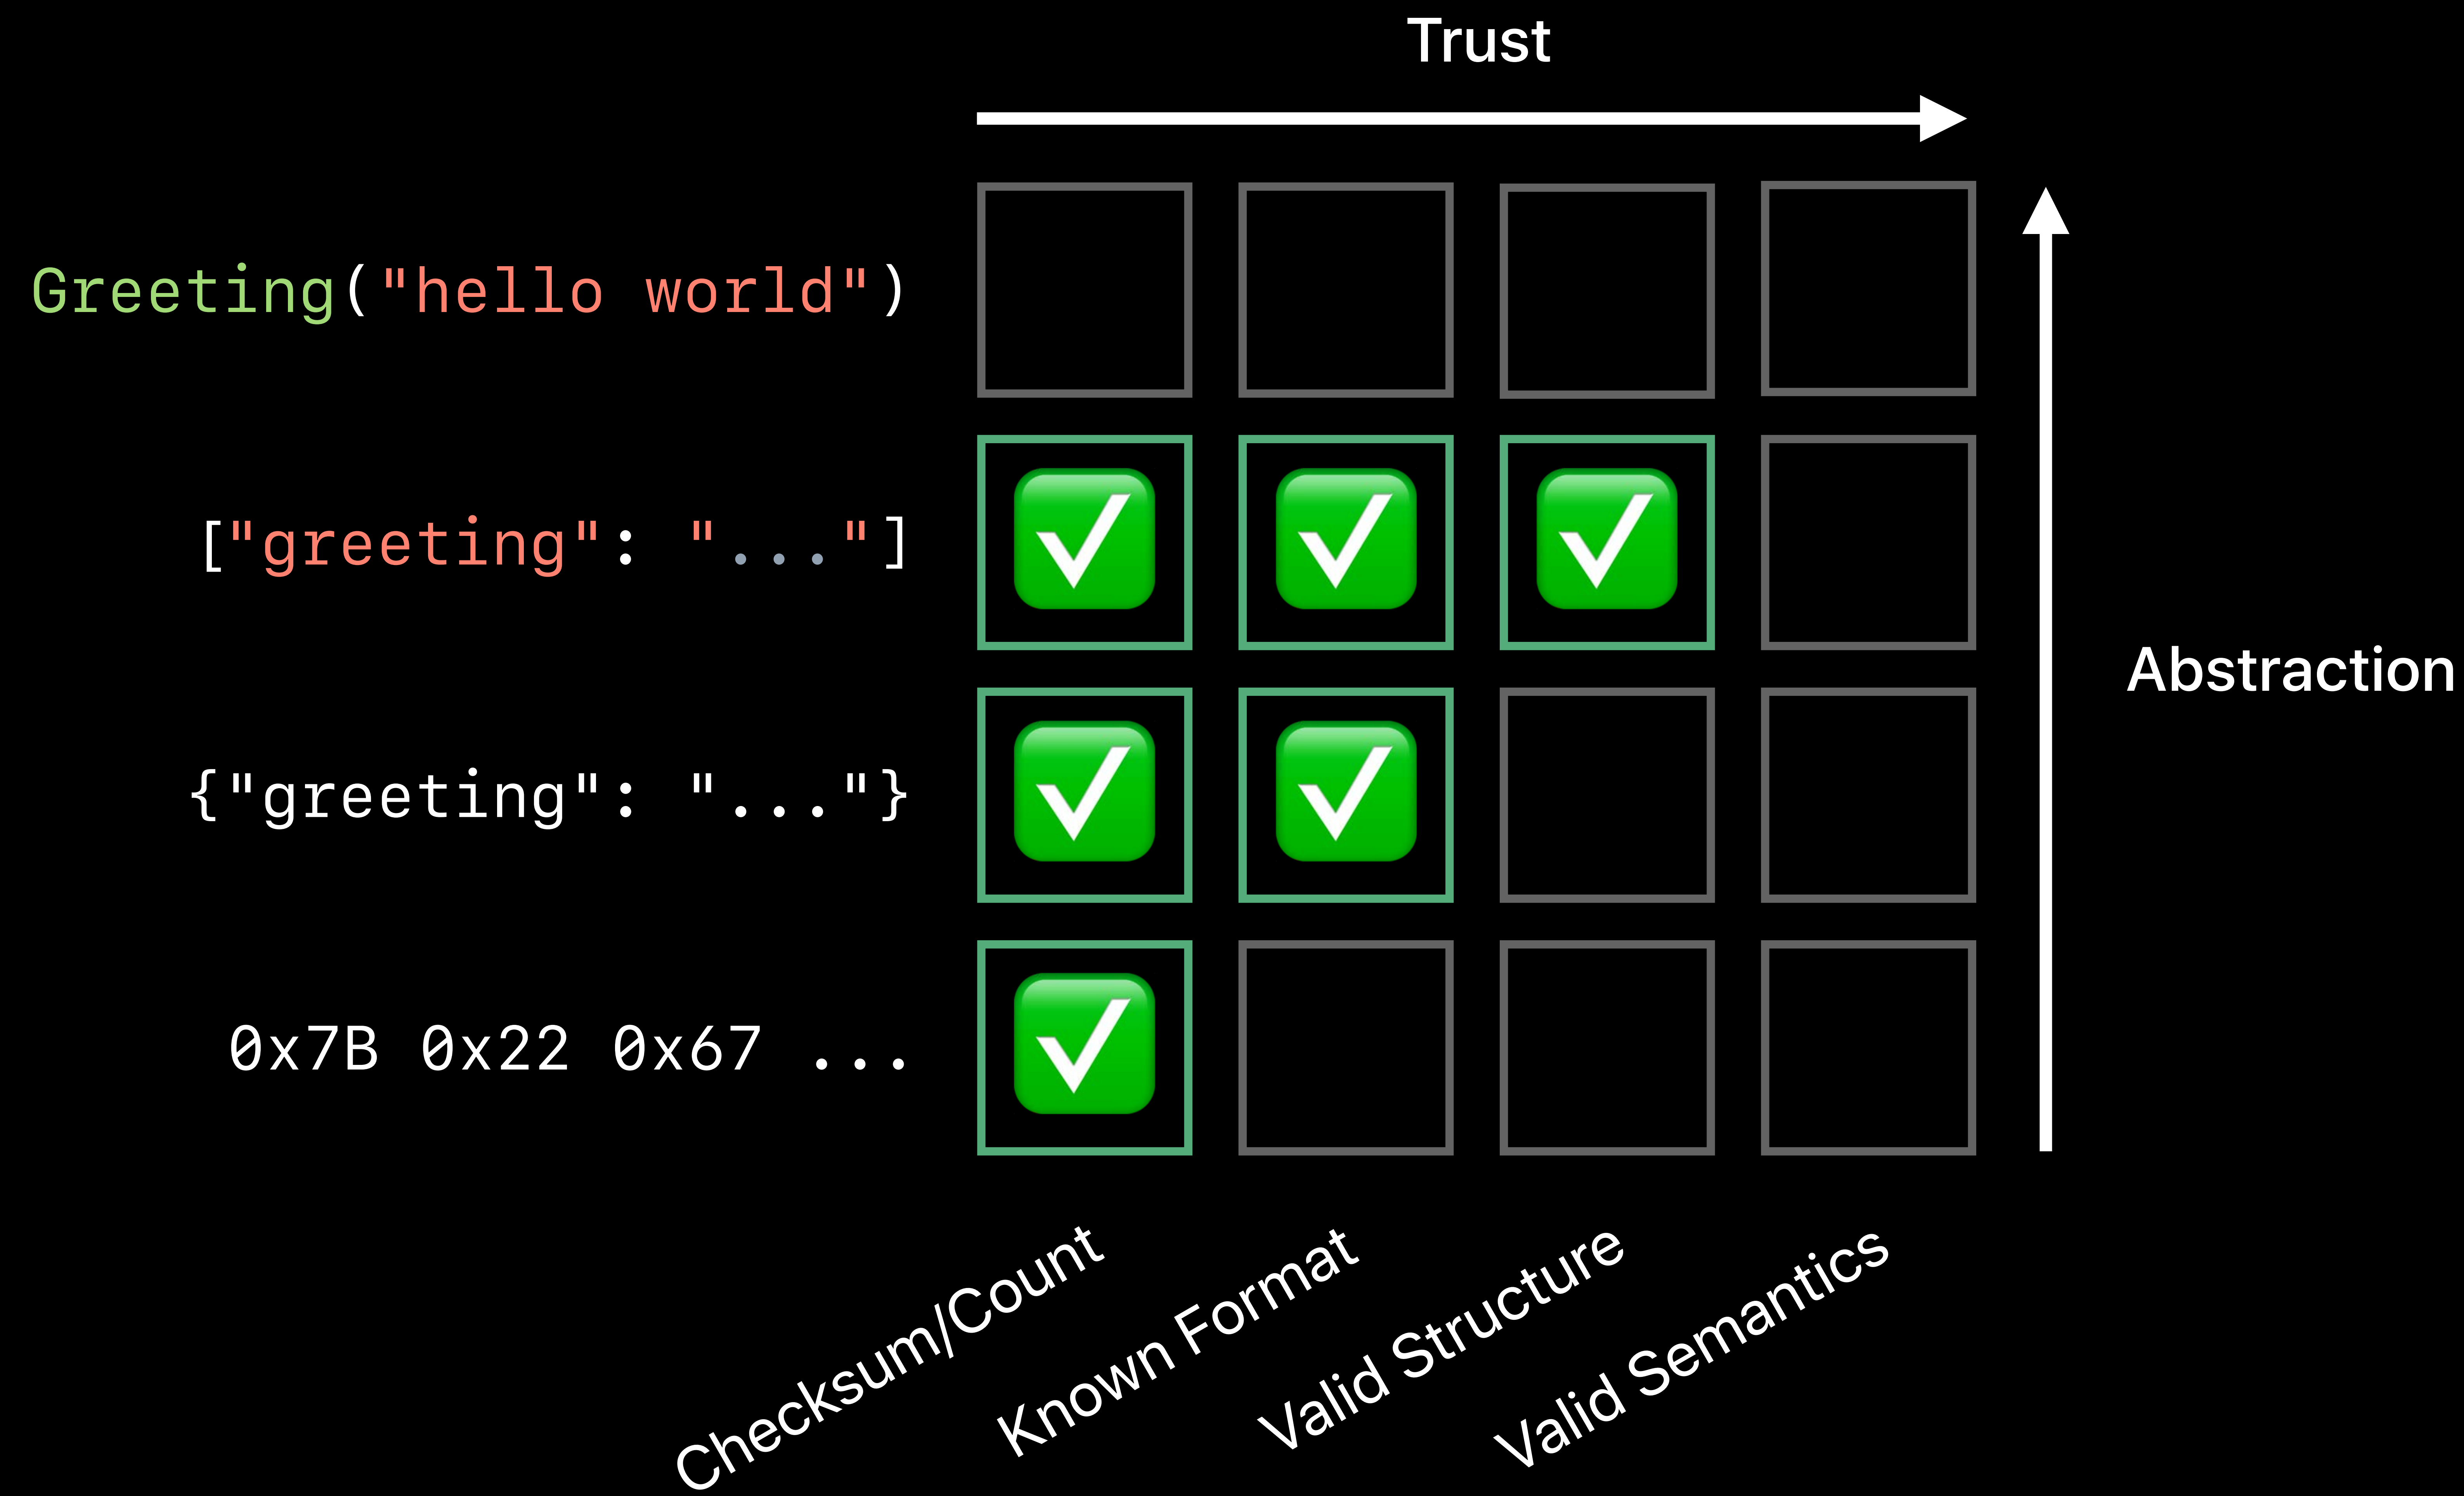 Trust
Greeting("hello world")
["greeting": "..."]
Abstraction
{"greeting": "..."}
0x7B 0x22 0x67 ...
Checksum/Count
Known Format
Valid Structure
Valid Semantics